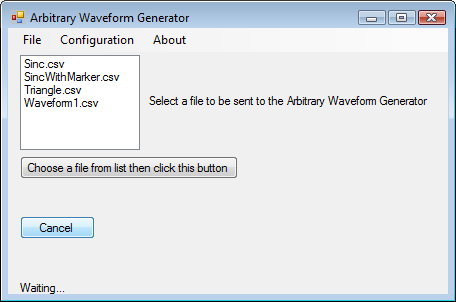 Arbitrary Waveform Generator
File Configuration About
Sinc.csv
SincWithMarker.csv
Triangle.csv
Waveform1.csv
Select a file to be sent to the Arbitrary Waveform Generator
Choose a file from list then click this button
Cancel
Waiting...